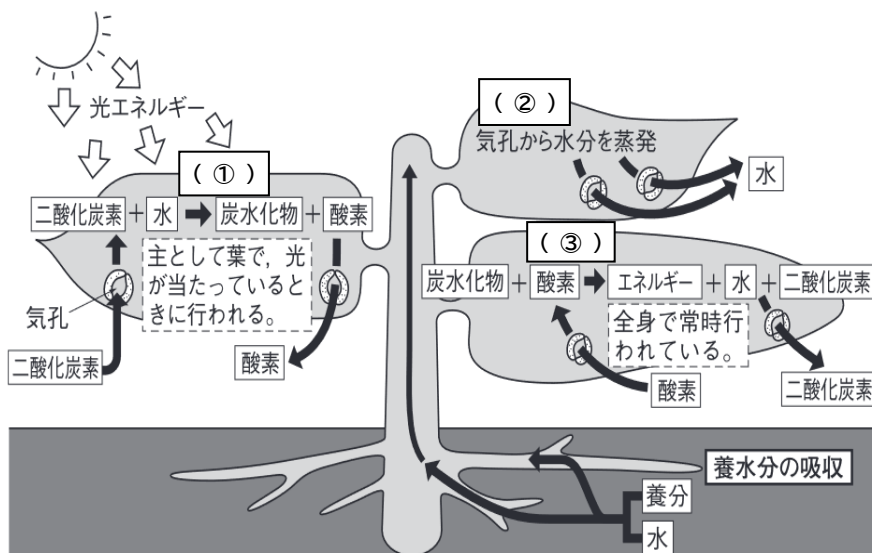 光エネルギー
( ① )
二酸化炭素 + 水 → 炭水化物 + 酸素
主として葉で，光
が当たっているとき
に行われる。
気孔
二酸化炭素
酸素
( ② )
気孔から水分を蒸発
水
( ③ )
炭水化物 + 酸素 → エネルギー + 水 + 二酸化炭素
全身で常時行
われている。
酸素
二酸化炭素
養水分の吸収
養分
水